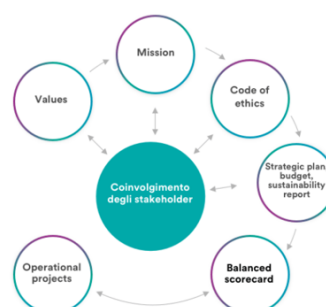 Mission
Values
Code of
ethics
Coinvolgimento
degli stakeholder
Strategic plan,
budget,
sustainability
report
Operational
projects
Balanced
scorecard